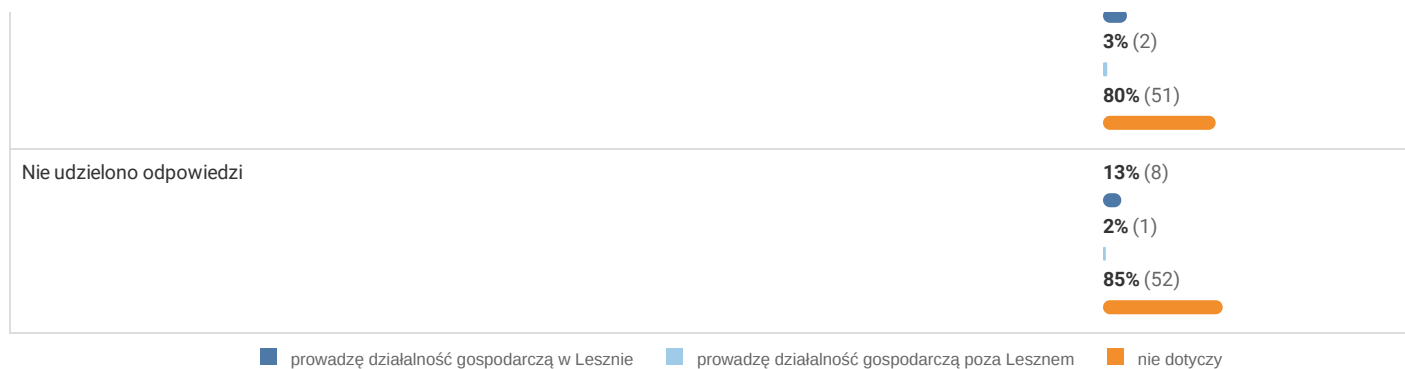 3% (2)
80% (51)
Nie udzielono odpowiedzi
13% (8)
2% (1)
85% (52)
prowadzę działalność gospodarczą w Lesznie
prowadzę działalność gospodarczą poza Lesznem
nie dotyczy